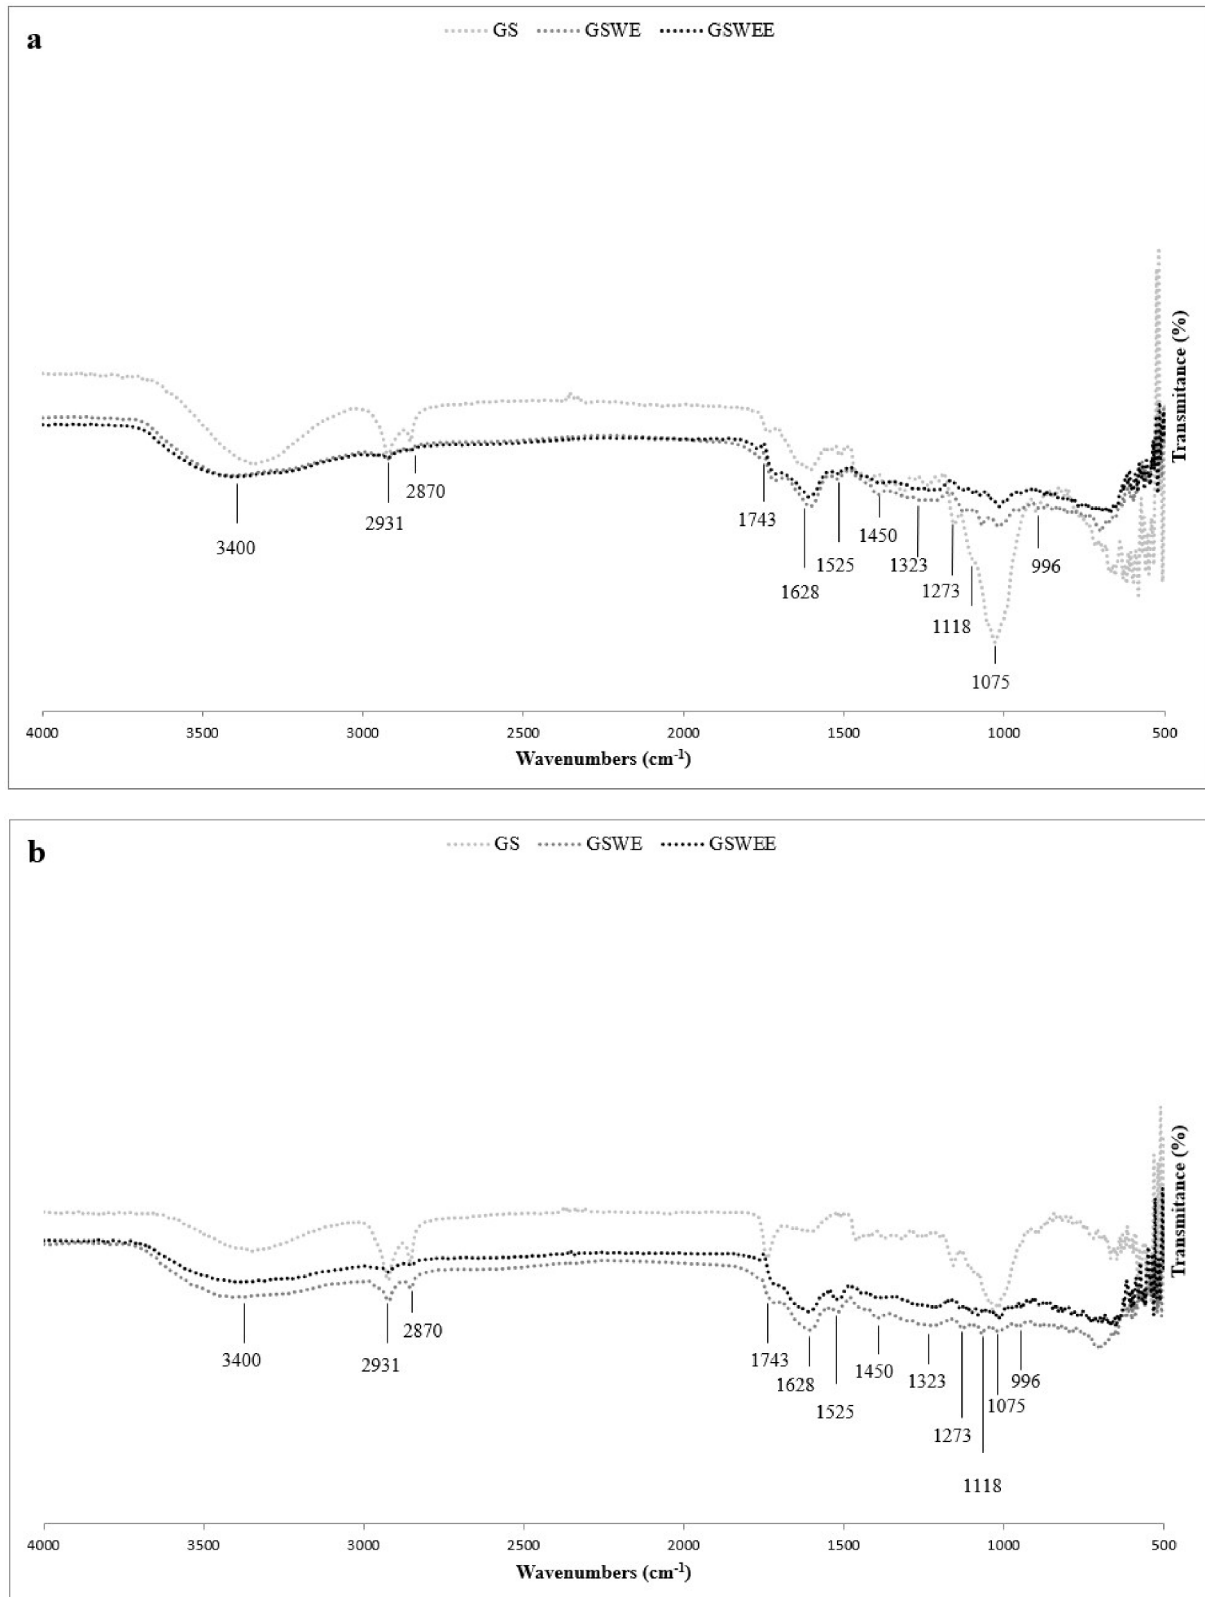 a
GS GSWE GSWEE
Transmitance (%)
2870
2931
3400
1743
1628
1525
1450
1323
1273
1118
1075
996
4000 3500 3000 2500 2000 1500 1000 500
Wavenumbers (cm-1)
b
GS GSWE GSWEE
Transmitance (%)
2870
2931
3400
1743
1628
1525
1450
1323
1273
1118
1075
996
4000 3500 3000 2500 2000 1500 1000 500
Wavenumbers (cm-1)